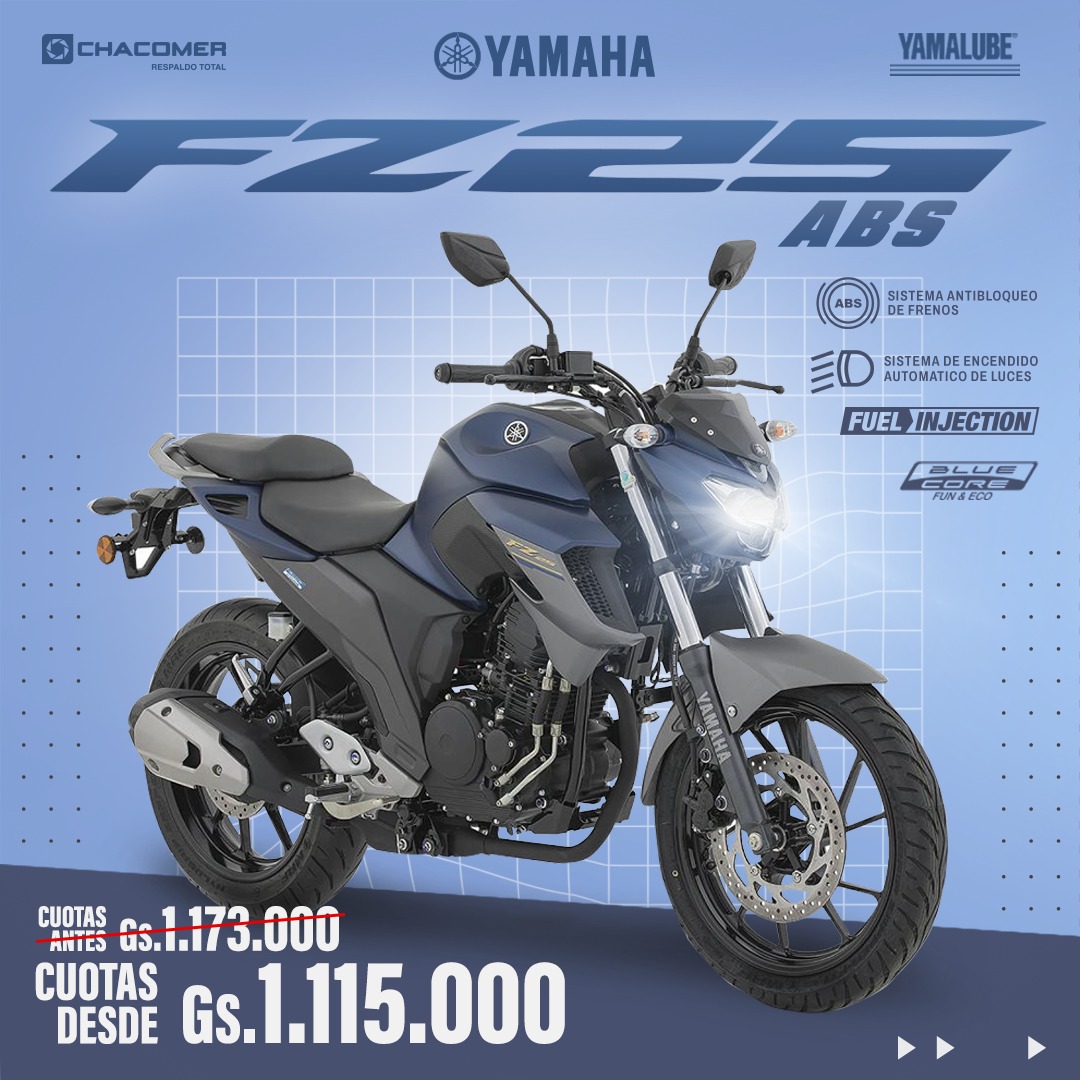 CHACOMER
RESPALDO TOTAL
YAMAHA
YAMALUBE®
FZ25
ABS
ABS
SISTEMA ANTIBLOQUEO
DE FRENOS
SISTEMA DE ENCENDIDO
AUTOMATICO DE LUCES
FUEL INJECTION
BLUE
CORE
FUN & ECO
FZ25
YAMAHA
CUOTAS
ANTES Gs.1.173.000
CUOTAS
DESDE Gs.1.115.000